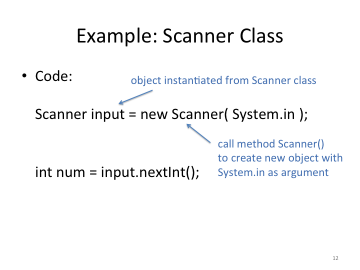 Example: Scanner Class
• Code:
object instantiated from Scanner class
Scanner input = new Scanner( System.in );
call method Scanner()
to create new object with
System.in as argument
int num = input.nextInt();
12